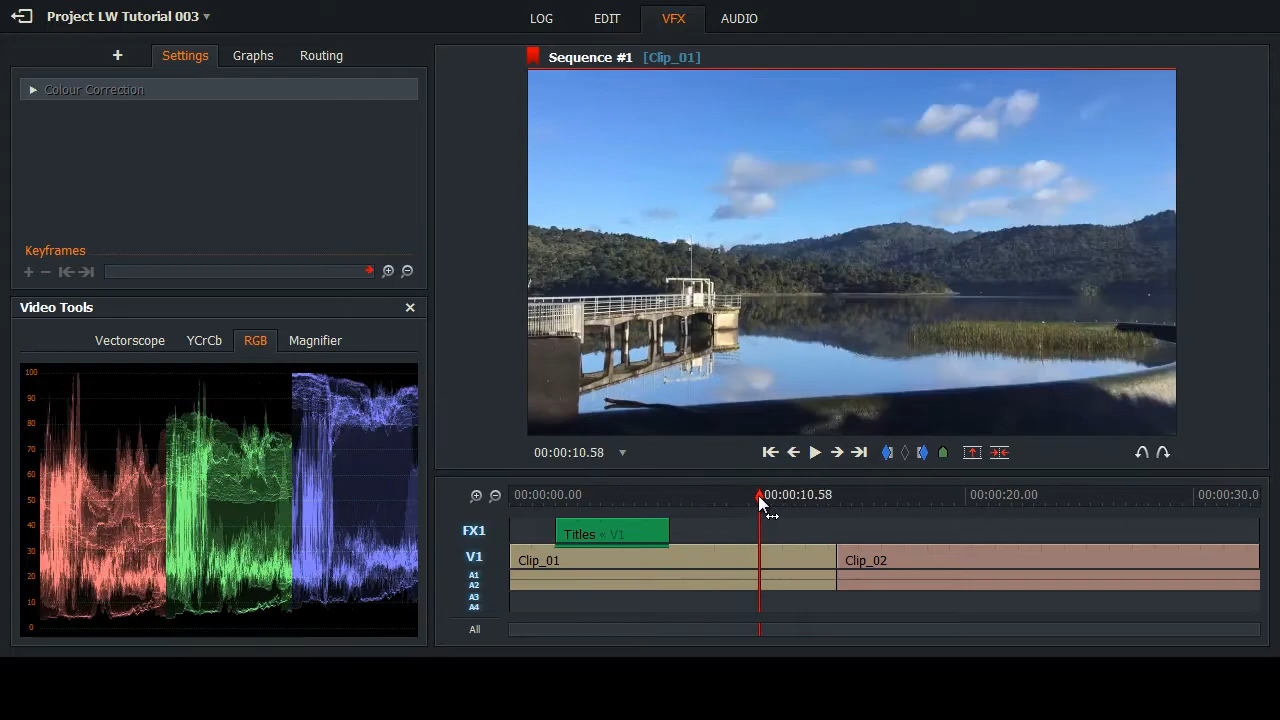 Project LW Tutorial 003
LOG EDIT VFX AUDIO
+ Settings Graphs Routing
Colour Correction
Keyframes
Video Tools
Vectorscope YCrCb RGB Magnifier
100
90
80
70
60
50
40
30
20
10
0
Sequence #1 [Clip_01]
00:00:10.58
00:00:00.00 00:00:10.58 00:00:20.00 00:00:30.0
FX1 Titles « V1
V1 Clip_01 Clip_02
A1
A2
A3
A4
All